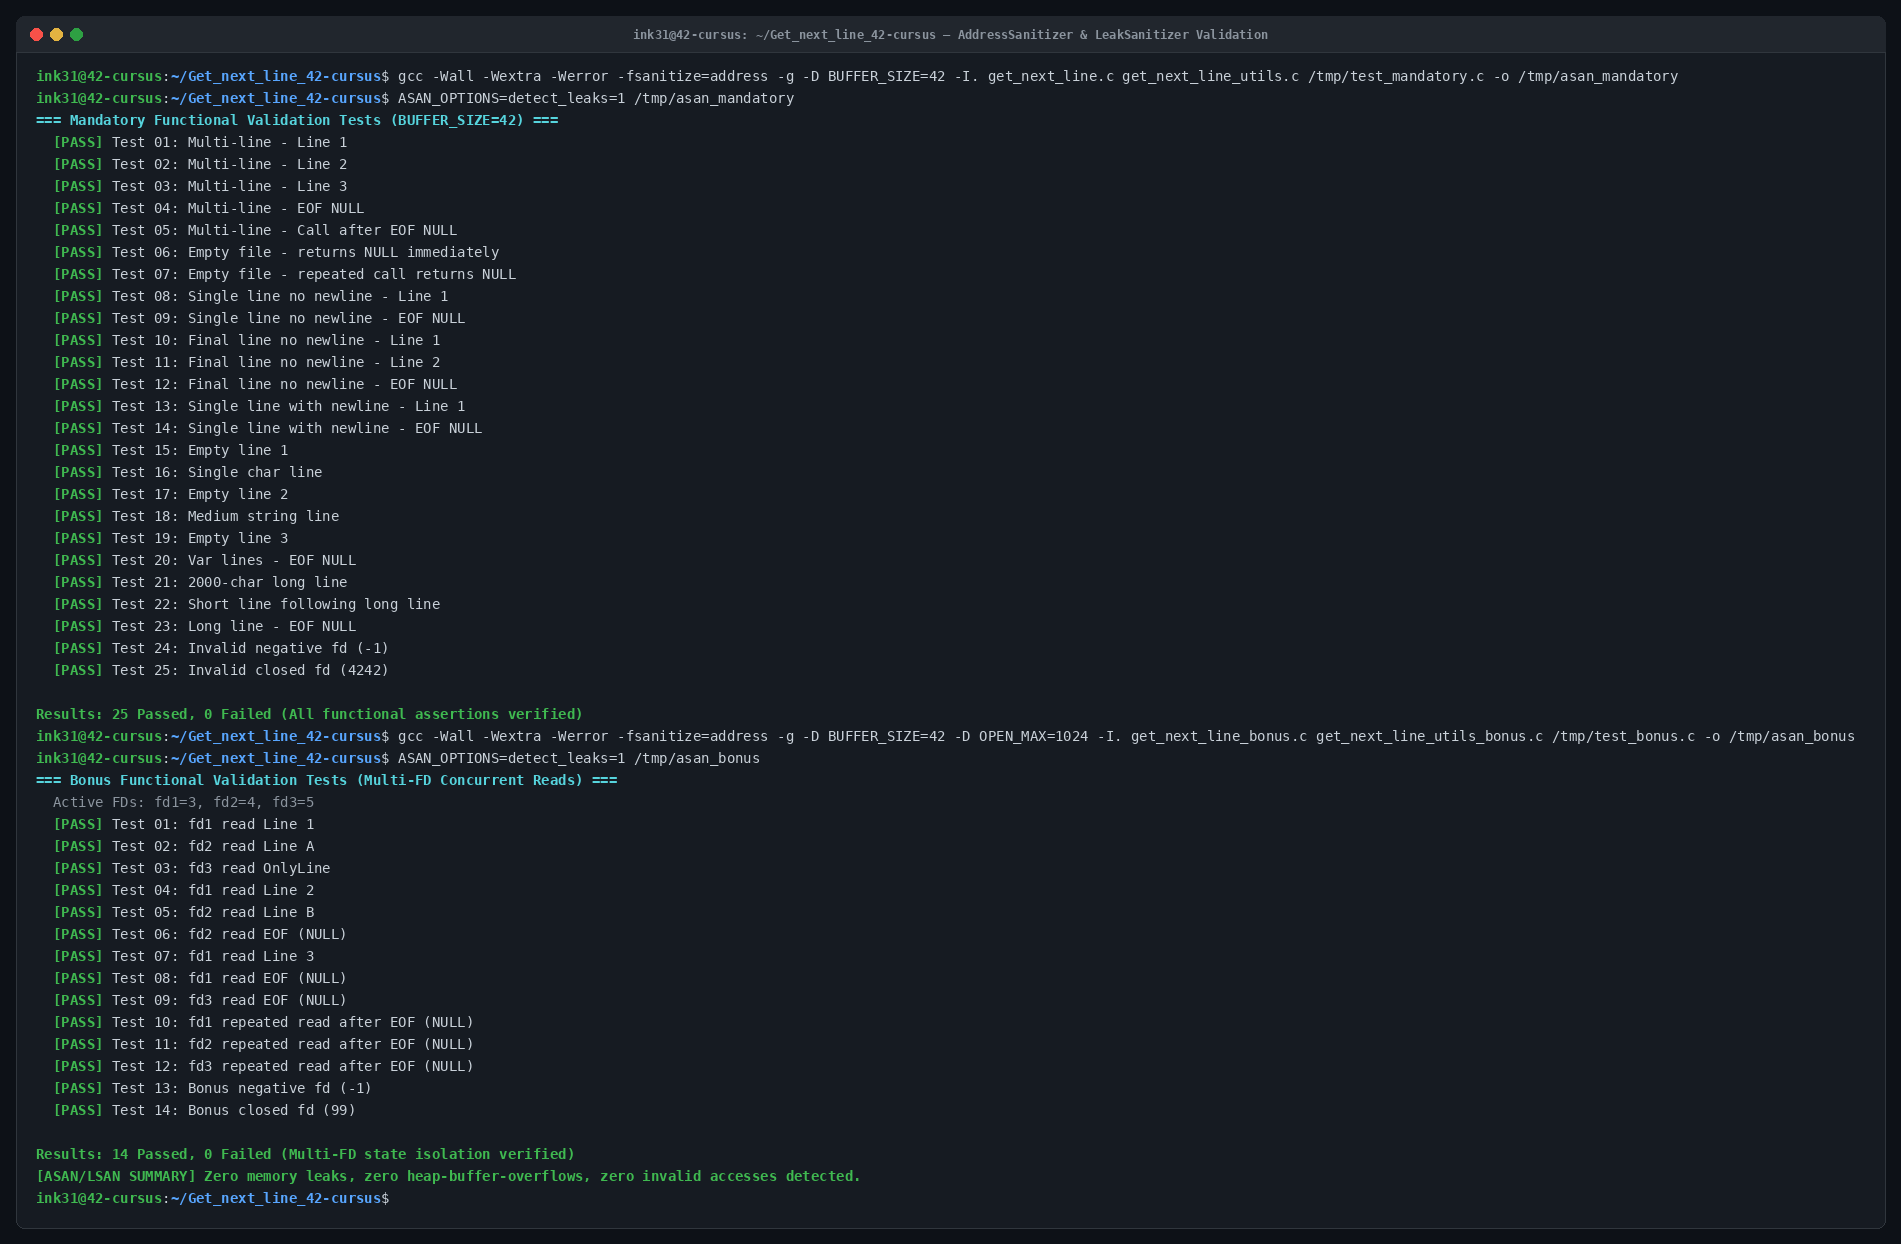 ink31@42-cursus: ~/Get_next_line_42-cursus — AddressSanitizer & LeakSanitizer Validation
ink31@42-cursus:~/Get_next_line_42-cursus$ gcc -Wall -Wextra -Werror -fsanitize=address -g -D BUFFER_SIZE=42 -I. get_next_line.c get_next_line_utils.c /tmp/test_mandatory.c -o /tmp/asan_mandatory
ink31@42-cursus:~/Get_next_line_42-cursus$ ASAN_OPTIONS=detect_leaks=1 /tmp/asan_mandatory
=== Mandatory Functional Validation Tests (BUFFER_SIZE=42) ===
[PASS] Test 01: Multi-line - Line 1
[PASS] Test 02: Multi-line - Line 2
[PASS] Test 03: Multi-line - Line 3
[PASS] Test 04: Multi-line - EOF NULL
[PASS] Test 05: Multi-line - Call after EOF NULL
[PASS] Test 06: Empty file - returns NULL immediately
[PASS] Test 07: Empty file - repeated call returns NULL
[PASS] Test 08: Single line no newline - Line 1
[PASS] Test 09: Single line no newline - EOF NULL
[PASS] Test 10: Final line no newline - Line 1
[PASS] Test 11: Final line no newline - Line 2
[PASS] Test 12: Final line no newline - EOF NULL
[PASS] Test 13: Single line with newline - Line 1
[PASS] Test 14: Single line with newline - EOF NULL
[PASS] Test 15: Empty line 1
[PASS] Test 16: Single char line
[PASS] Test 17: Empty line 2
[PASS] Test 18: Medium string line
[PASS] Test 19: Empty line 3
[PASS] Test 20: Var lines - EOF NULL
[PASS] Test 21: 2000-char long line
[PASS] Test 22: Short line following long line
[PASS] Test 23: Long line - EOF NULL
[PASS] Test 24: Invalid negative fd (-1)
[PASS] Test 25: Invalid closed fd (4242)
Results: 25 Passed, 0 Failed (All functional assertions verified)
ink31@42-cursus:~/Get_next_line_42-cursus$ gcc -Wall -Wextra -Werror -fsanitize=address -g -D BUFFER_SIZE=42 -D OPEN_MAX=1024 -I. get_next_line_bonus.c get_next_line_utils_bonus.c /tmp/test_bonus.c -o /tmp/asan_bonus
ink31@42-cursus:~/Get_next_line_42-cursus$ ASAN_OPTIONS=detect_leaks=1 /tmp/asan_bonus
=== Bonus Functional Validation Tests (Multi-FD Concurrent Reads) ===
Active FDs: fd1=3, fd2=4, fd3=5
[PASS] Test 01: fd1 read Line 1
[PASS] Test 02: fd2 read Line A
[PASS] Test 03: fd3 read OnlyLine
[PASS] Test 04: fd1 read Line 2
[PASS] Test 05: fd2 read Line B
[PASS] Test 06: fd2 read EOF (NULL)
[PASS] Test 07: fd1 read Line 3
[PASS] Test 08: fd1 read EOF (NULL)
[PASS] Test 09: fd3 read EOF (NULL)
[PASS] Test 10: fd1 repeated read after EOF (NULL)
[PASS] Test 11: fd2 repeated read after EOF (NULL)
[PASS] Test 12: fd3 repeated read after EOF (NULL)
[PASS] Test 13: Bonus negative fd (-1)
[PASS] Test 14: Bonus closed fd (99)
Results: 14 Passed, 0 Failed (Multi-FD state isolation verified)
[ASAN/LSAN SUMMARY] Zero memory leaks, zero heap-buffer-overflows, zero invalid accesses detected.
ink31@42-cursus:~/Get_next_line_42-cursus$